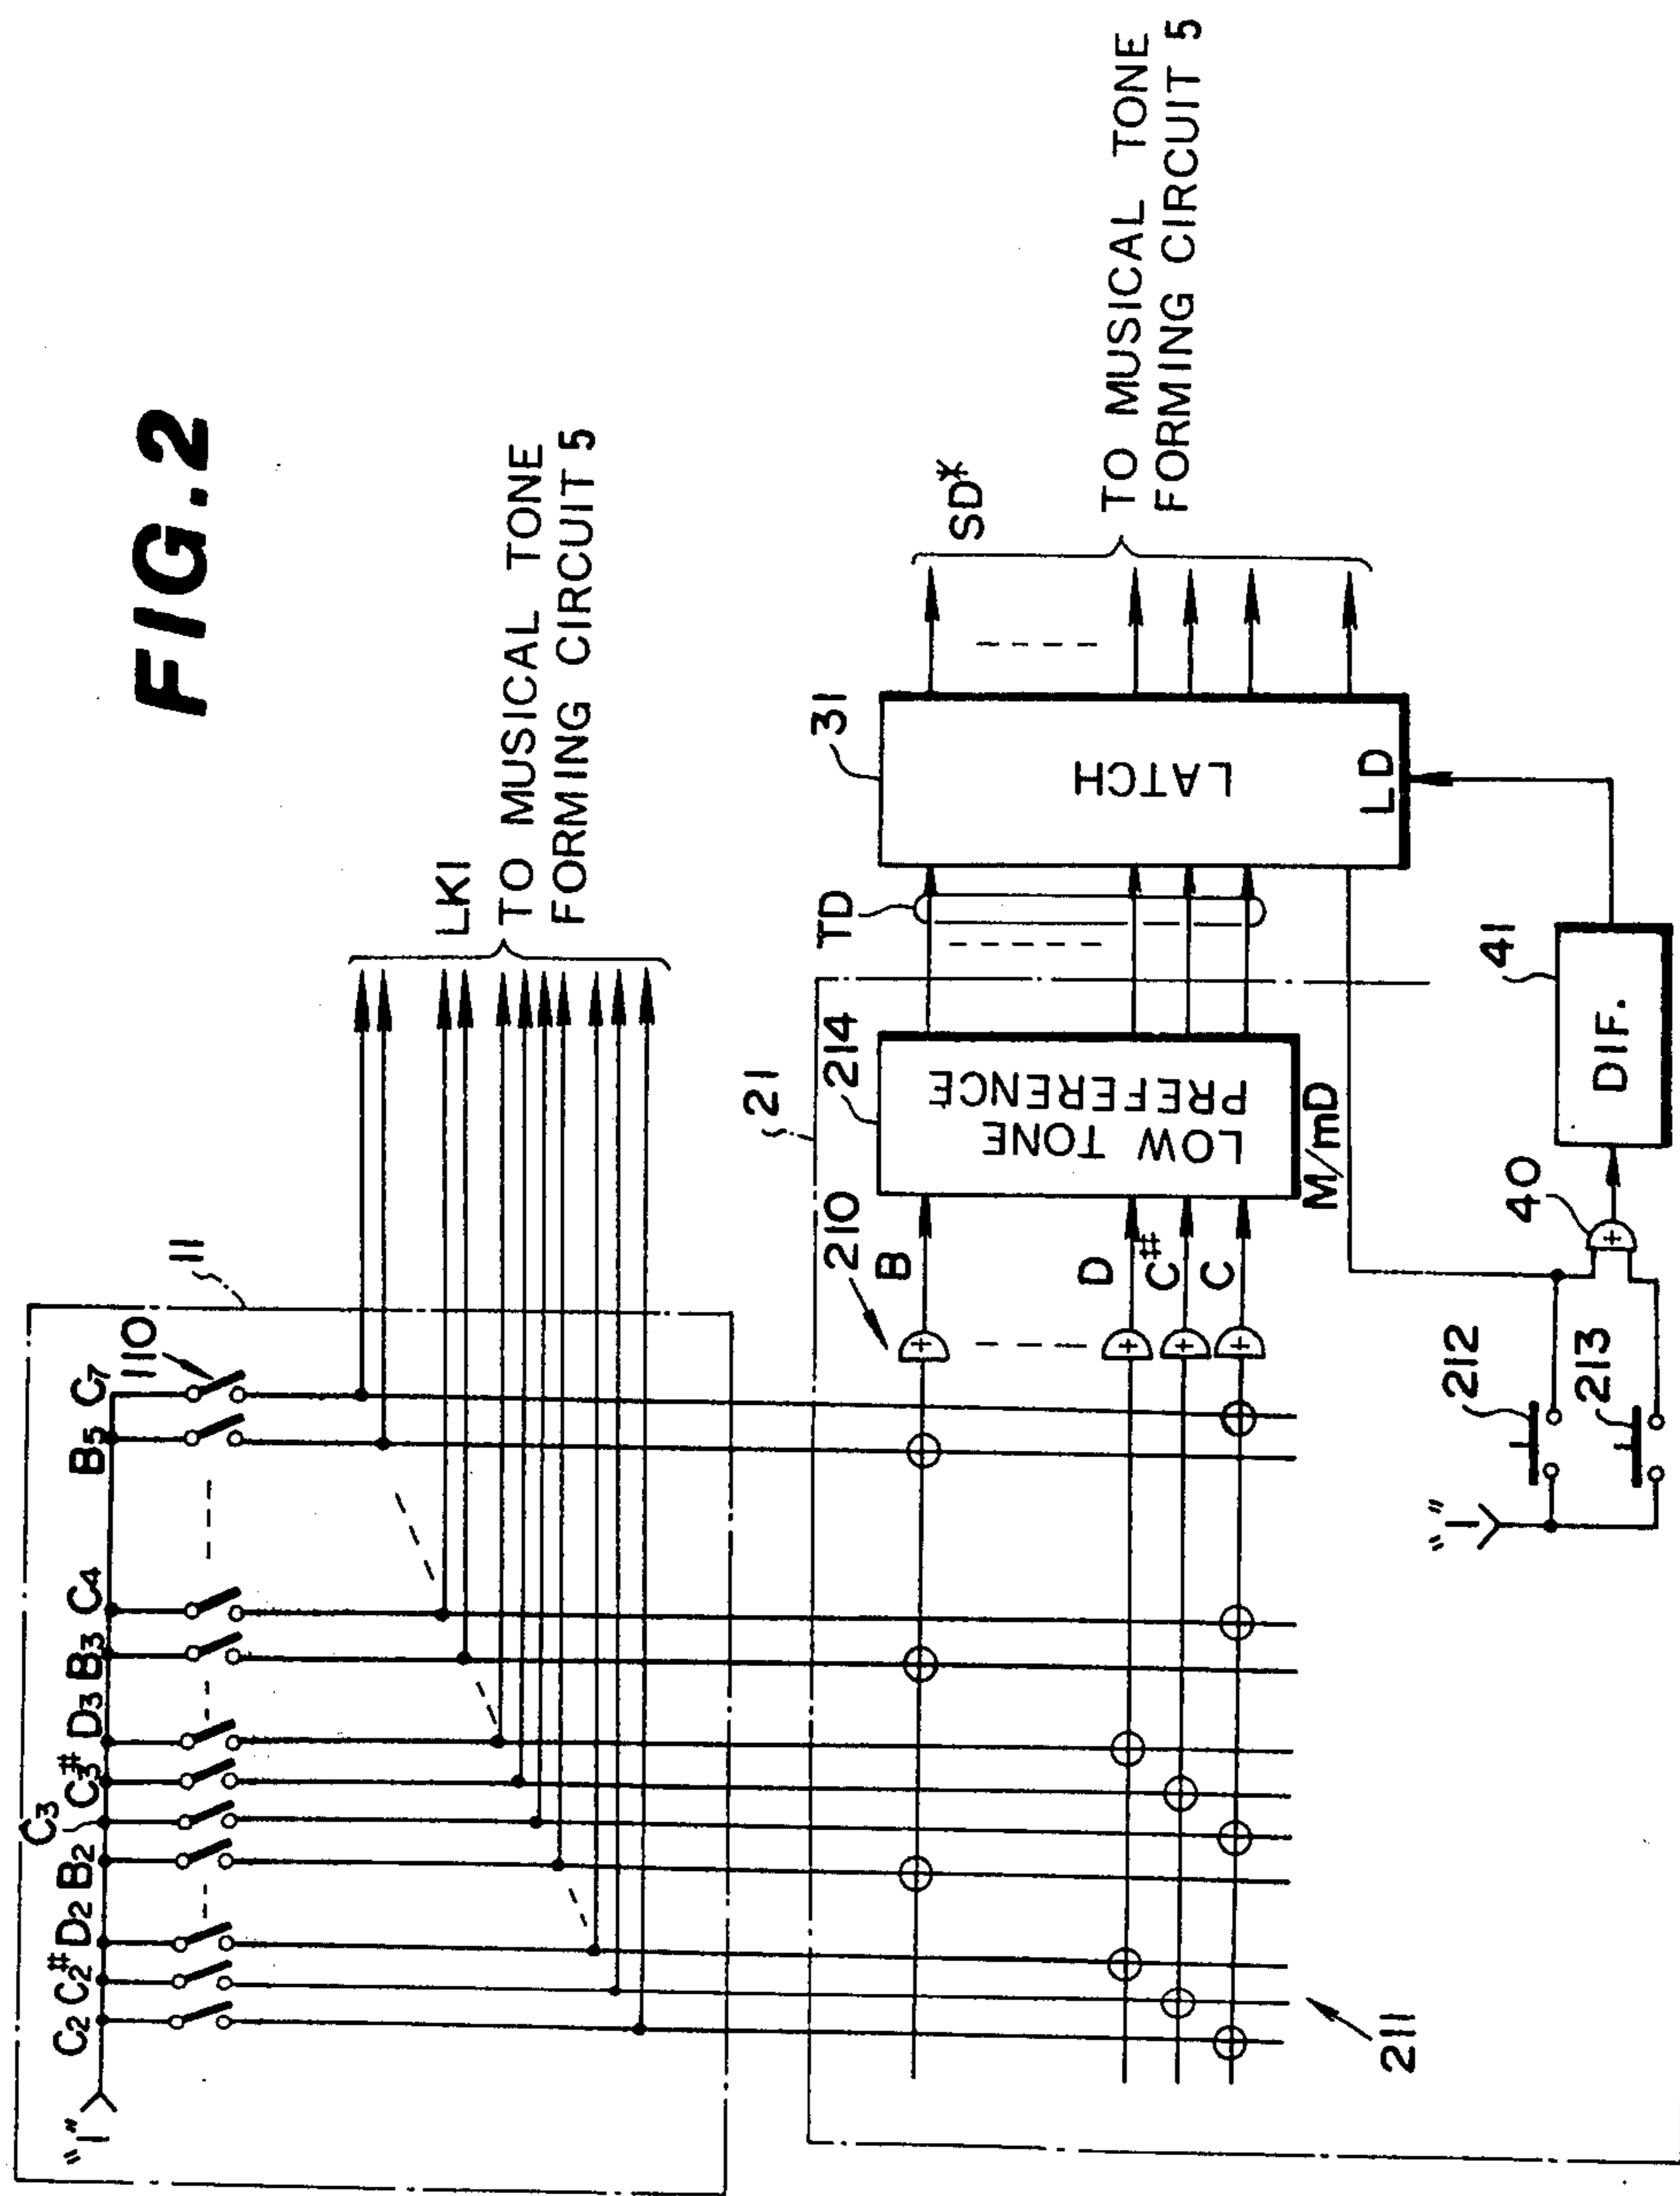 FIG.2
11
"1"
C2
C2#
D2
B2
C3
C3#
D3
B3
C4
B5
C7
110
LK1
TO MUSICAL TONE
FORMING CIRCUIT 5
21
211
210
B
D
C#
C
214
LOW TONE
PREFERENCE
M/mD
TD
31
LATCH
LD
SD*
TO MUSICAL TONE
FORMING CIRCUIT 5
"1"
212
213
40
41
DIF.